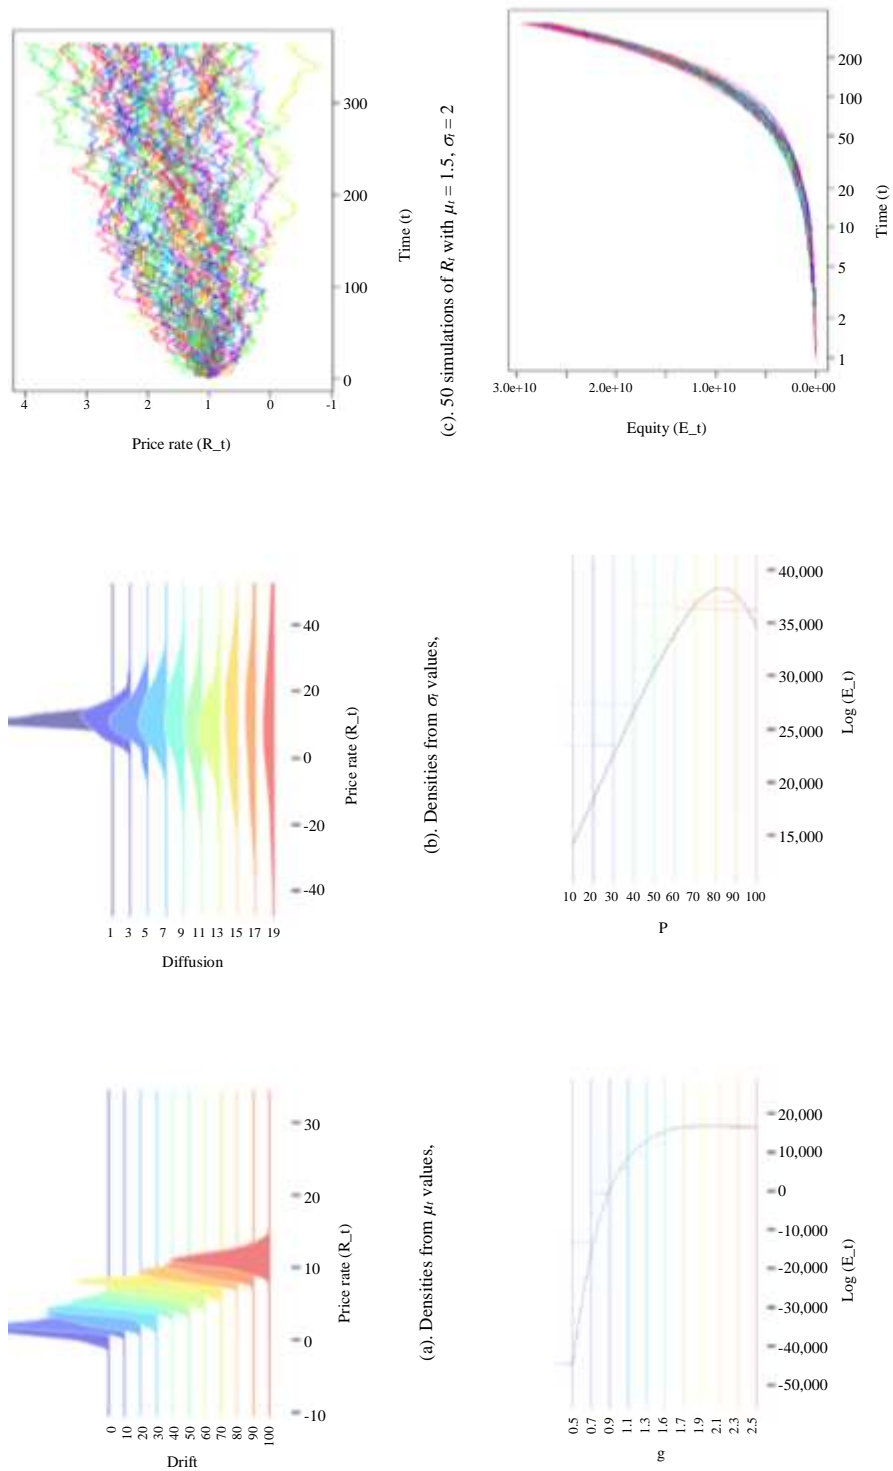 4
3
2
1
0
-1
300
200
100
0
Time (t)
Price rate (R_t)
(c). 50 simulations of Rₜ with μₜ = 1.5, σₜ = 2
200
100
50
20
10
5
2
1
Time (t)
3.0e+10
2.0e+10
1.0e+10
0.0e+00
Equity (E_t)
40
20
0
-20
-40
Price rate (R_t)
1 3 5 7 9 11 13 15 17 19
Diffusion
(b). Densities from σₜ values,
40,000
35,000
30,000
25,000
20,000
15,000
Log (E_t)
10 20 30 40 50 60 70 80 90 100
P
30
20
10
0
-10
Price rate (R_t)
0 10 20 30 40 50 60 70 80 90 100
Drift
(a). Densities from μₜ values,
20,000
10,000
0
-10,000
-20,000
-30,000
-40,000
-50,000
Log (E_t)
0.5 0.7 0.9 1.1 1.3 1.6 1.7 1.9 2.1 2.3 2.5
g